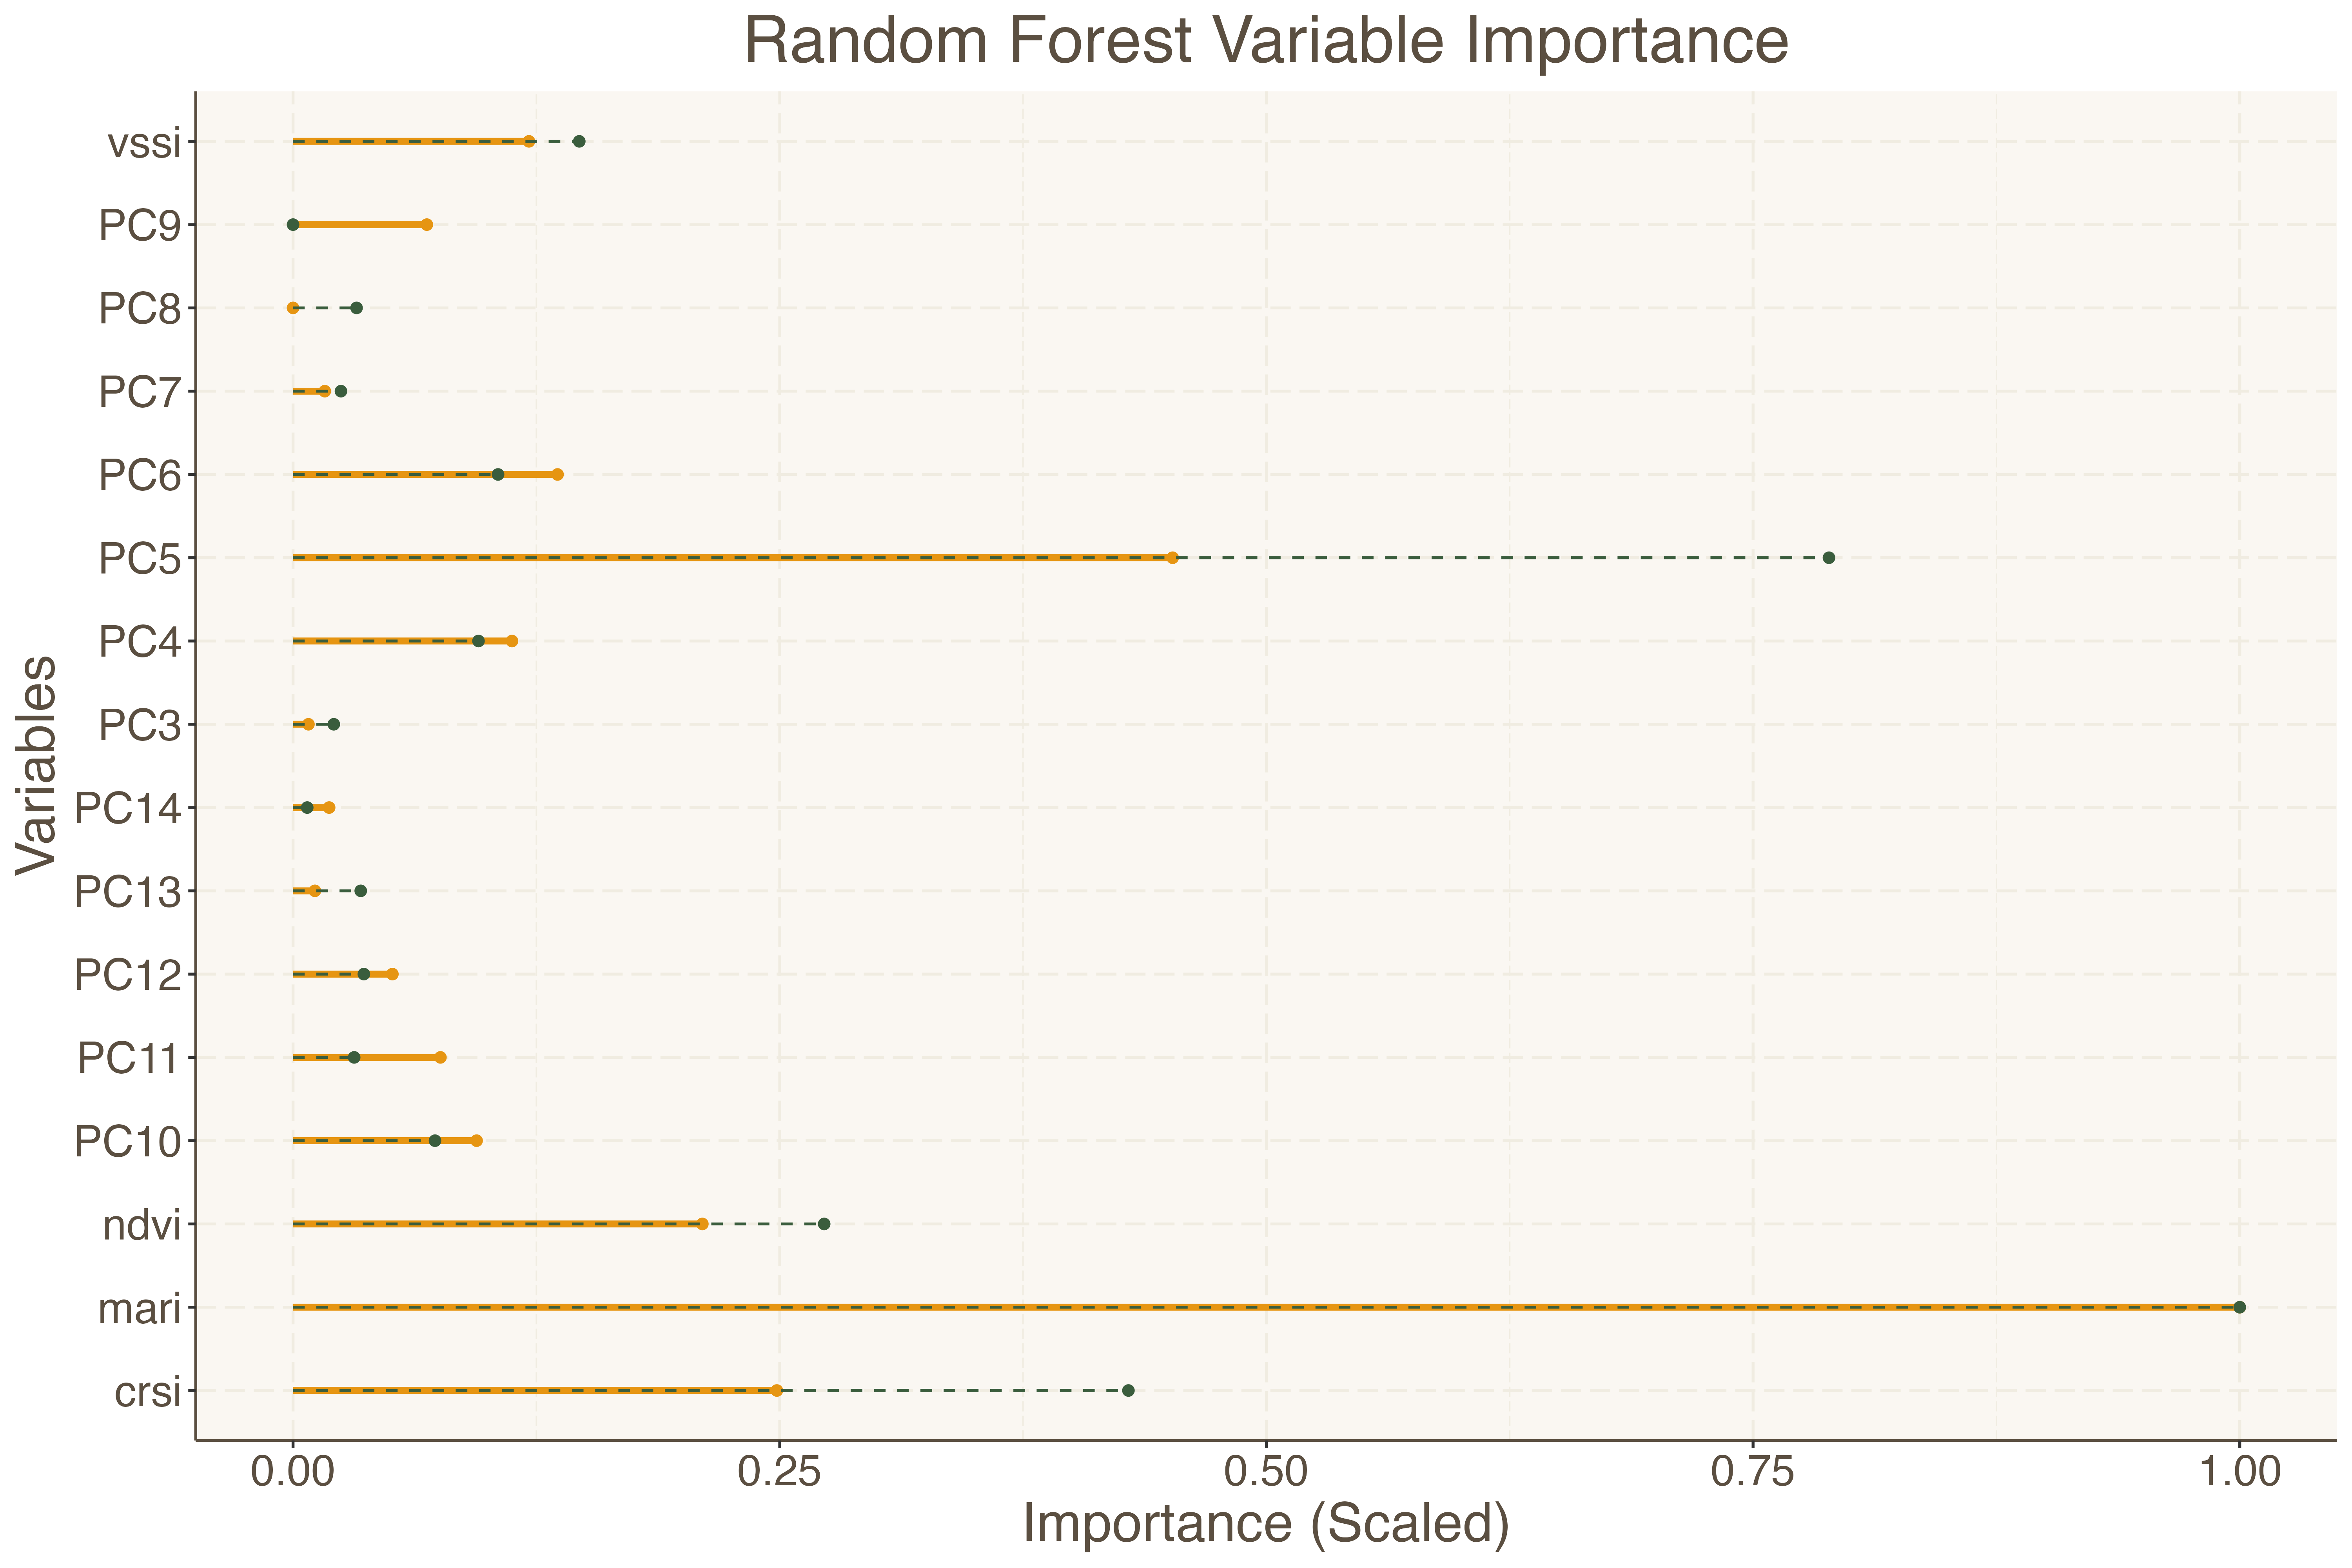 Random Forest Variable Importance
vssi
PC9
PC8
PC7
PC6
PC5
PC4
PC3
PC14
PC13
PC12
PC11
PC10
ndvi
mari
crsi
Variables
0.00 0.25 0.50 0.75 1.00
Importance (Scaled)